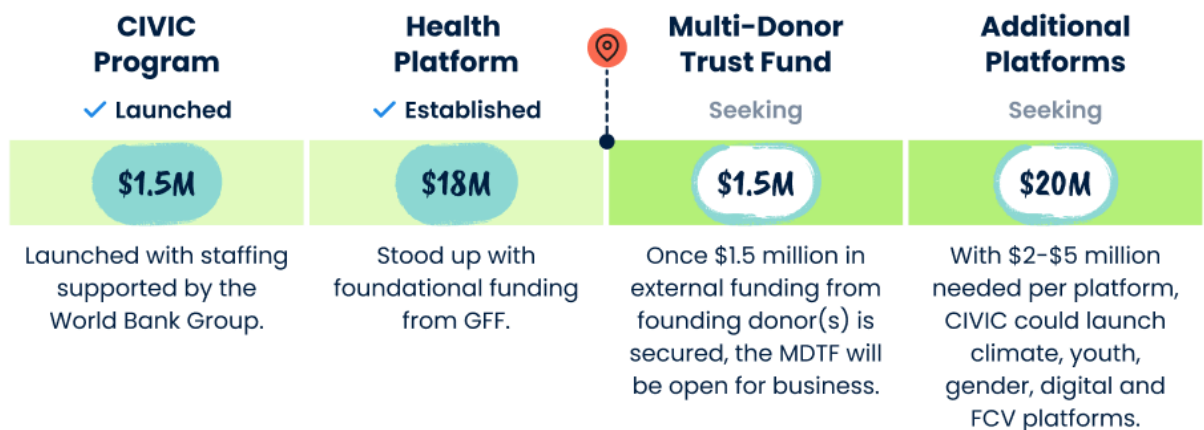 CIVIC
Program
Launched
$1.5M
Launched with staffing
supported by the
World Bank Group.
Health
Platform
Established
$18M
Stood up with
foundational funding
from GFF.
Multi-Donor
Trust Fund
Seeking
$1.5M
Once $1.5 million in
external funding from
founding donor(s) is
secured, the MDTF will
be open for business.
Additional
Platforms
Seeking
$20M
With $2-$5 million
needed per platform,
CIVIC could launch
climate, youth,
gender, digital and
FCV platforms.